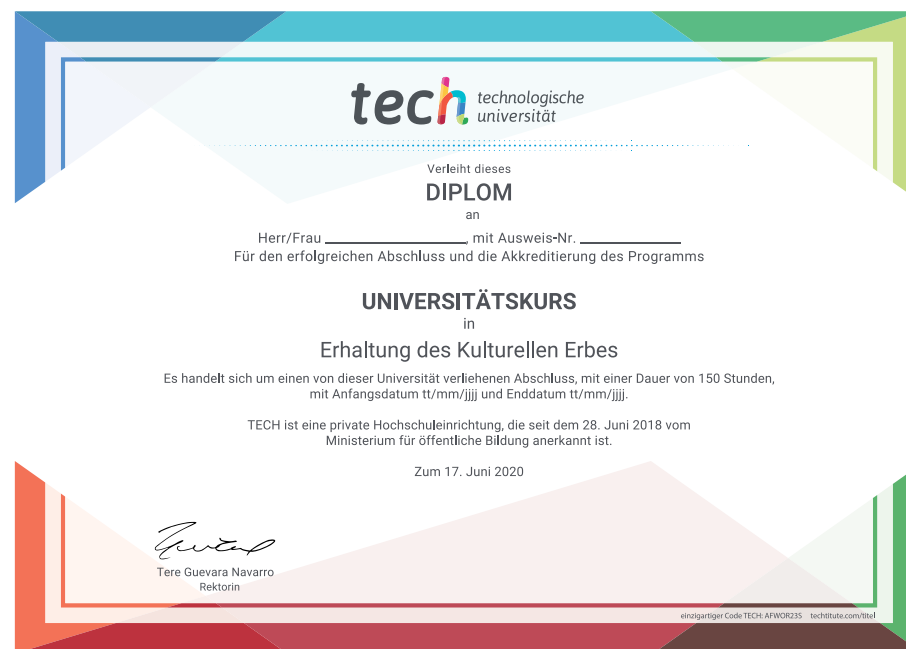 tech technologische
universität
Verleiht dieses
DIPLOM
an
Herr/Frau ____________, mit Ausweis-Nr. ____________
Für den erfolgreichen Abschluss und die Akkreditierung des Programms
UNIVERSITÄTSKURS
in
Erhaltung des Kulturellen Erbes
Es handelt sich um einen von dieser Universität verliehenen Abschluss, mit einer Dauer von 150 Stunden,
mit Anfangsdatum tt/mm/jjjj und Enddatum tt/mm/jjjj.
TECH ist eine private Hochschuleinrichtung, die seit dem 28. Juni 2018 vom
Ministerium für öffentliche Bildung anerkannt ist.
Zum 17. Juni 2020
Tere Guevara Navarro
Rektorin
einzigartiger Code TECH: AFWOR23S techtitute.com/titel